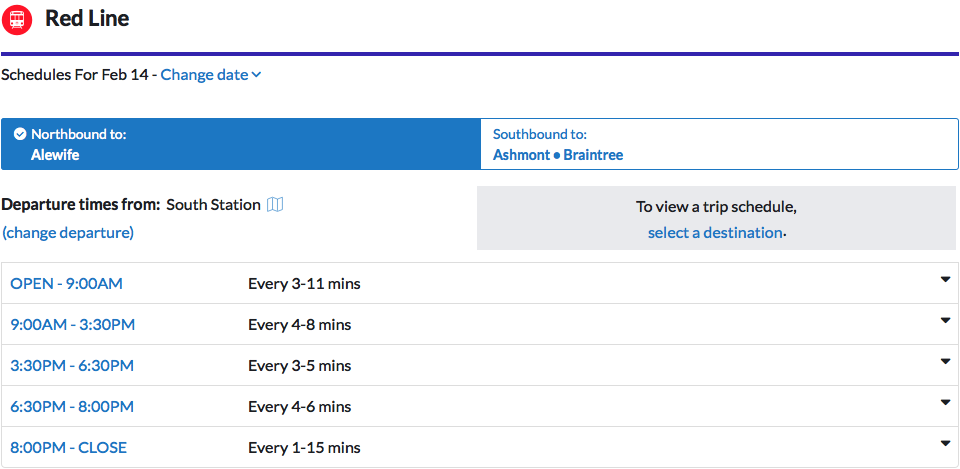 Red Line
Schedules For Feb 14 - Change date
Northbound to:
Alewife
Southbound to:
Ashmont • Braintree
Departure times from: South Station
(change departure)
To view a trip schedule,
select a destination.
OPEN - 9:00AM Every 3-11 mins
9:00AM - 3:30PM Every 4-8 mins
3:30PM - 6:30PM Every 3-5 mins
6:30PM - 8:00PM Every 4-6 mins
8:00PM - CLOSE Every 1-15 mins